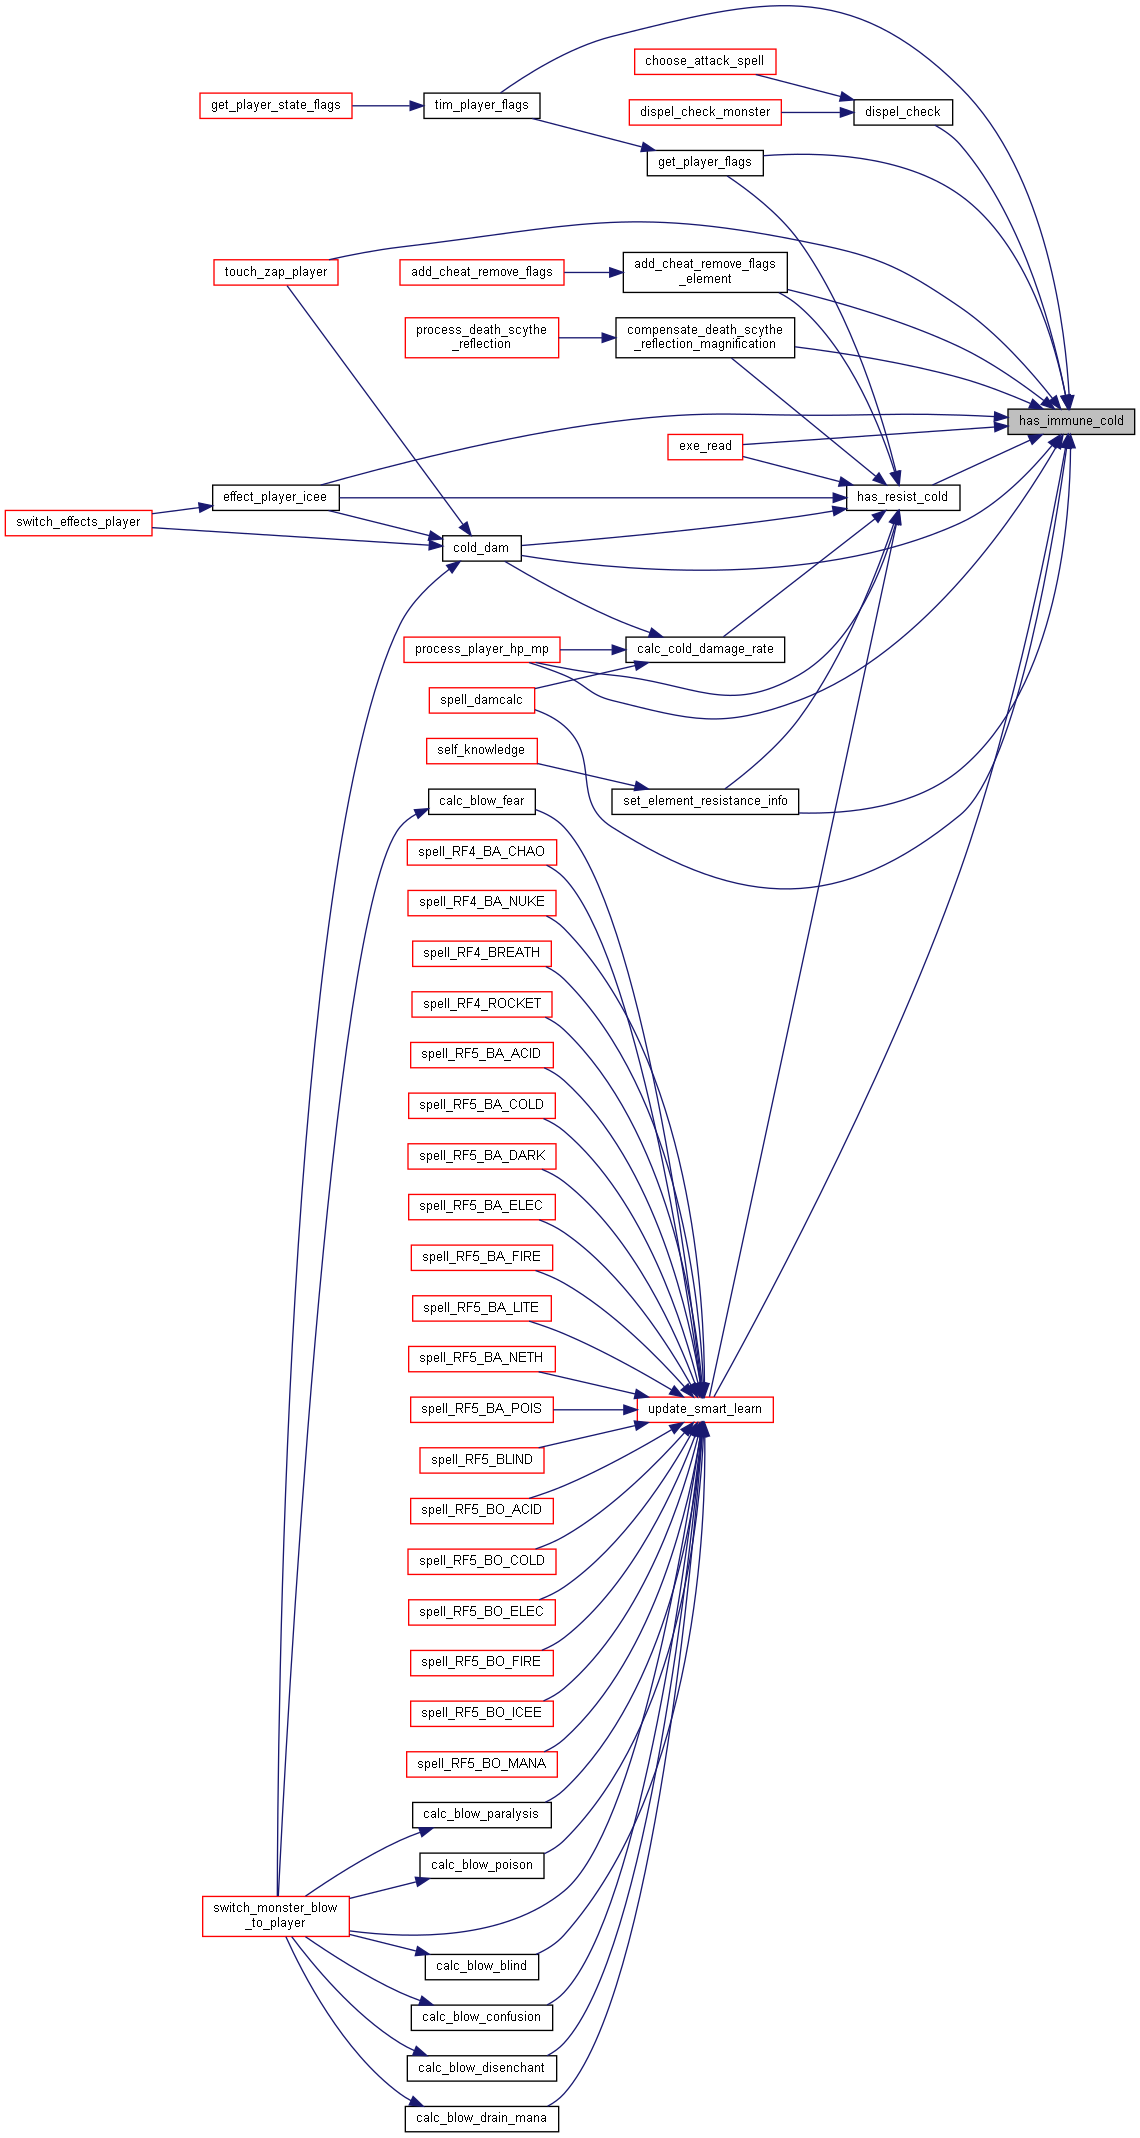 choose_attack_spell
get_player_state_flags
tim_player_flags
dispel_check_monster
dispel_check
get_player_flags
touch_zap_player
add_cheat_remove_flags
add_cheat_remove_flags
_element
process_death_scythe
_reflection
compensate_death_scythe
_reflection_magnification
has_immune_cold
exe_read
effect_player_icee
has_resist_cold
switch_effects_player
cold_dam
process_player_hp_mp
calc_cold_damage_rate
spell_damcalc
self_knowledge
calc_blow_fear
set_element_resistance_info
spell_RF4_BA_CHAO
spell_RF4_BA_NUKE
spell_RF4_BREATH
spell_RF4_ROCKET
spell_RF5_BA_ACID
spell_RF5_BA_COLD
spell_RF5_BA_DARK
spell_RF5_BA_ELEC
spell_RF5_BA_FIRE
spell_RF5_BA_LITE
spell_RF5_BA_NETH
spell_RF5_BA_POIS
update_smart_learn
spell_RF5_BLIND
spell_RF5_BO_ACID
spell_RF5_BO_COLD
spell_RF5_BO_ELEC
spell_RF5_BO_FIRE
spell_RF5_BO_ICEE
spell_RF5_BO_MANA
calc_blow_paralysis
calc_blow_poison
switch_monster_blow
_to_player
calc_blow_blind
calc_blow_confusion
calc_blow_disenchant
calc_blow_drain_mana